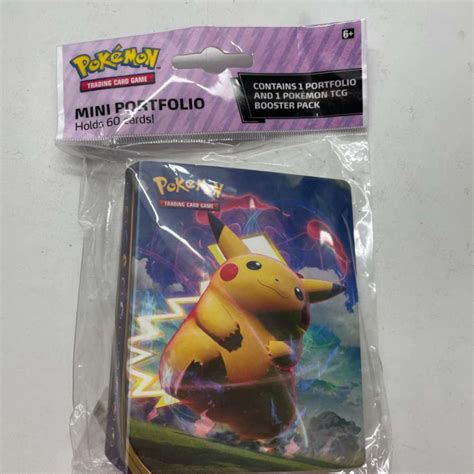 Pokémon
TRADING CARD GAME
6+
MINI PORTFOLIO
Holds 60 cards!
CONTAINS 1 PORTFOLIO
AND 1 POKÉMON TCG
BOOSTER PACK
Pokémon
TRADING CARD GAME